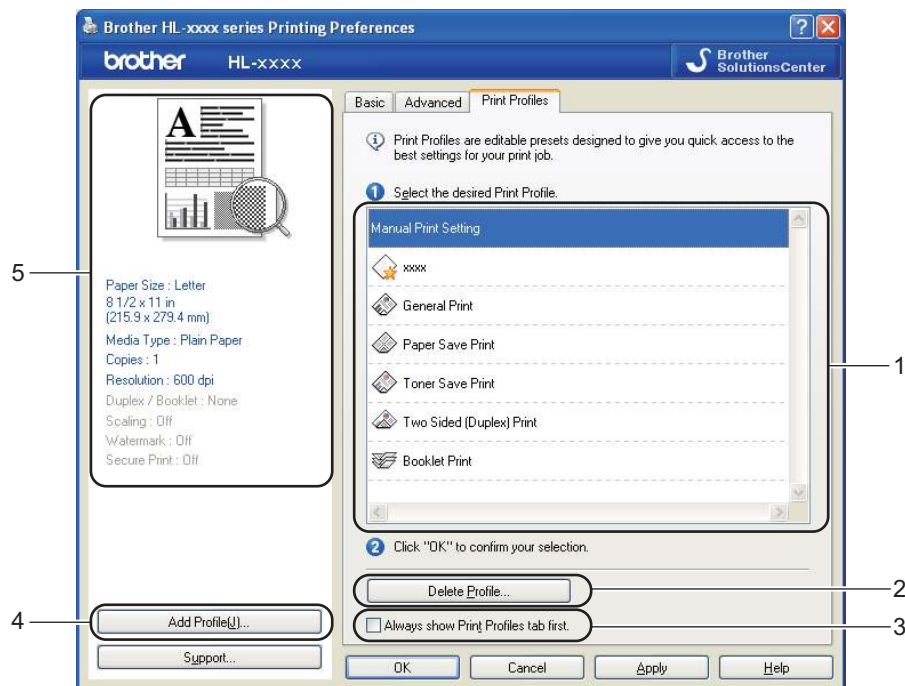 Brother HL-xxxx series Printing Preferences
brother HL-xxxx
Brother
SolutionsCenter
A
Paper Size : Letter
8 1/2 x 11 in
(215.9 x 279.4 mm)
Media Type : Plain Paper
Copies : 1
Resolution : 600 dpi
Duplex / Booklet : None
Scaling : Off
Watermark : Off
Secure Print : Off
5
Add Profile(J)...
4
Support...
Basic Advanced Print Profiles
Print Profiles are editable presets designed to give you quick access to the
best settings for your print job.
1 Select the desired Print Profile.
Manual Print Setting
xxxx
General Print
Paper Save Print
Toner Save Print
Two Sided (Duplex) Print
Booklet Print
1
2 Click "OK" to confirm your selection.
Delete Profile...
2
Always show Print Profiles tab first.
3
OK Cancel Apply Help